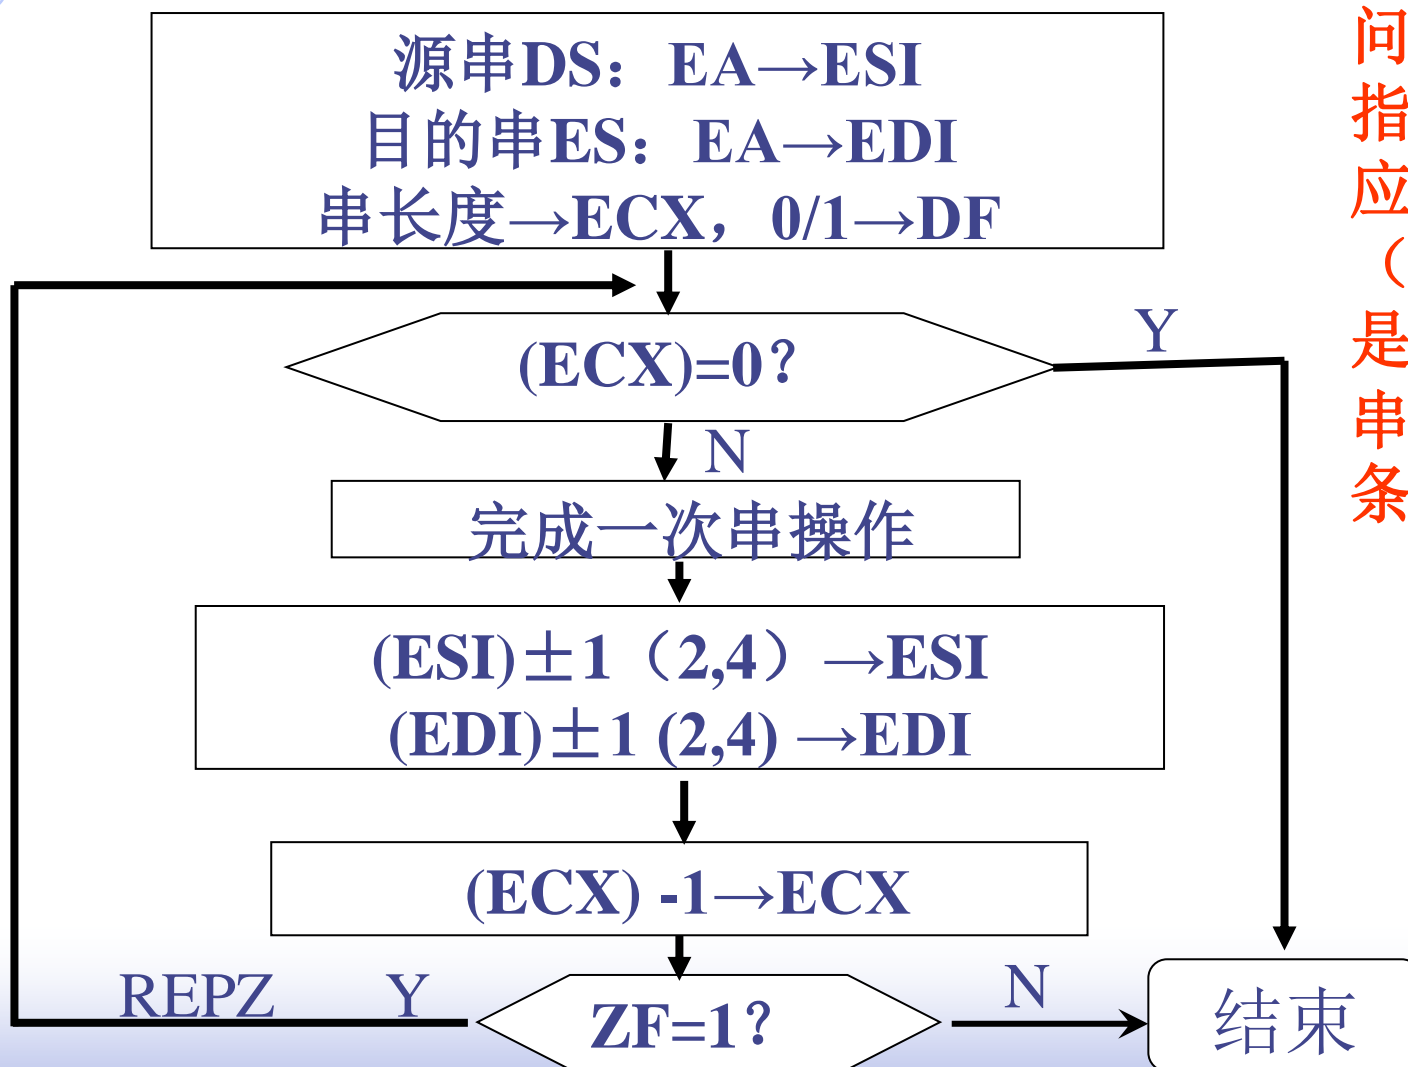 源串DS：EA→ESI
目的串ES：EA→EDI
串长度→ECX，0/1→DF
(ECX)=0？
Y
N
完成一次串操作
(ESI)±1（2,4）→ESI
(EDI)±1 (2,4) →EDI
(ECX) -1→ECX
REPZ
Y
ZF=1？
N
结束
问
指
应
（
是
串
条